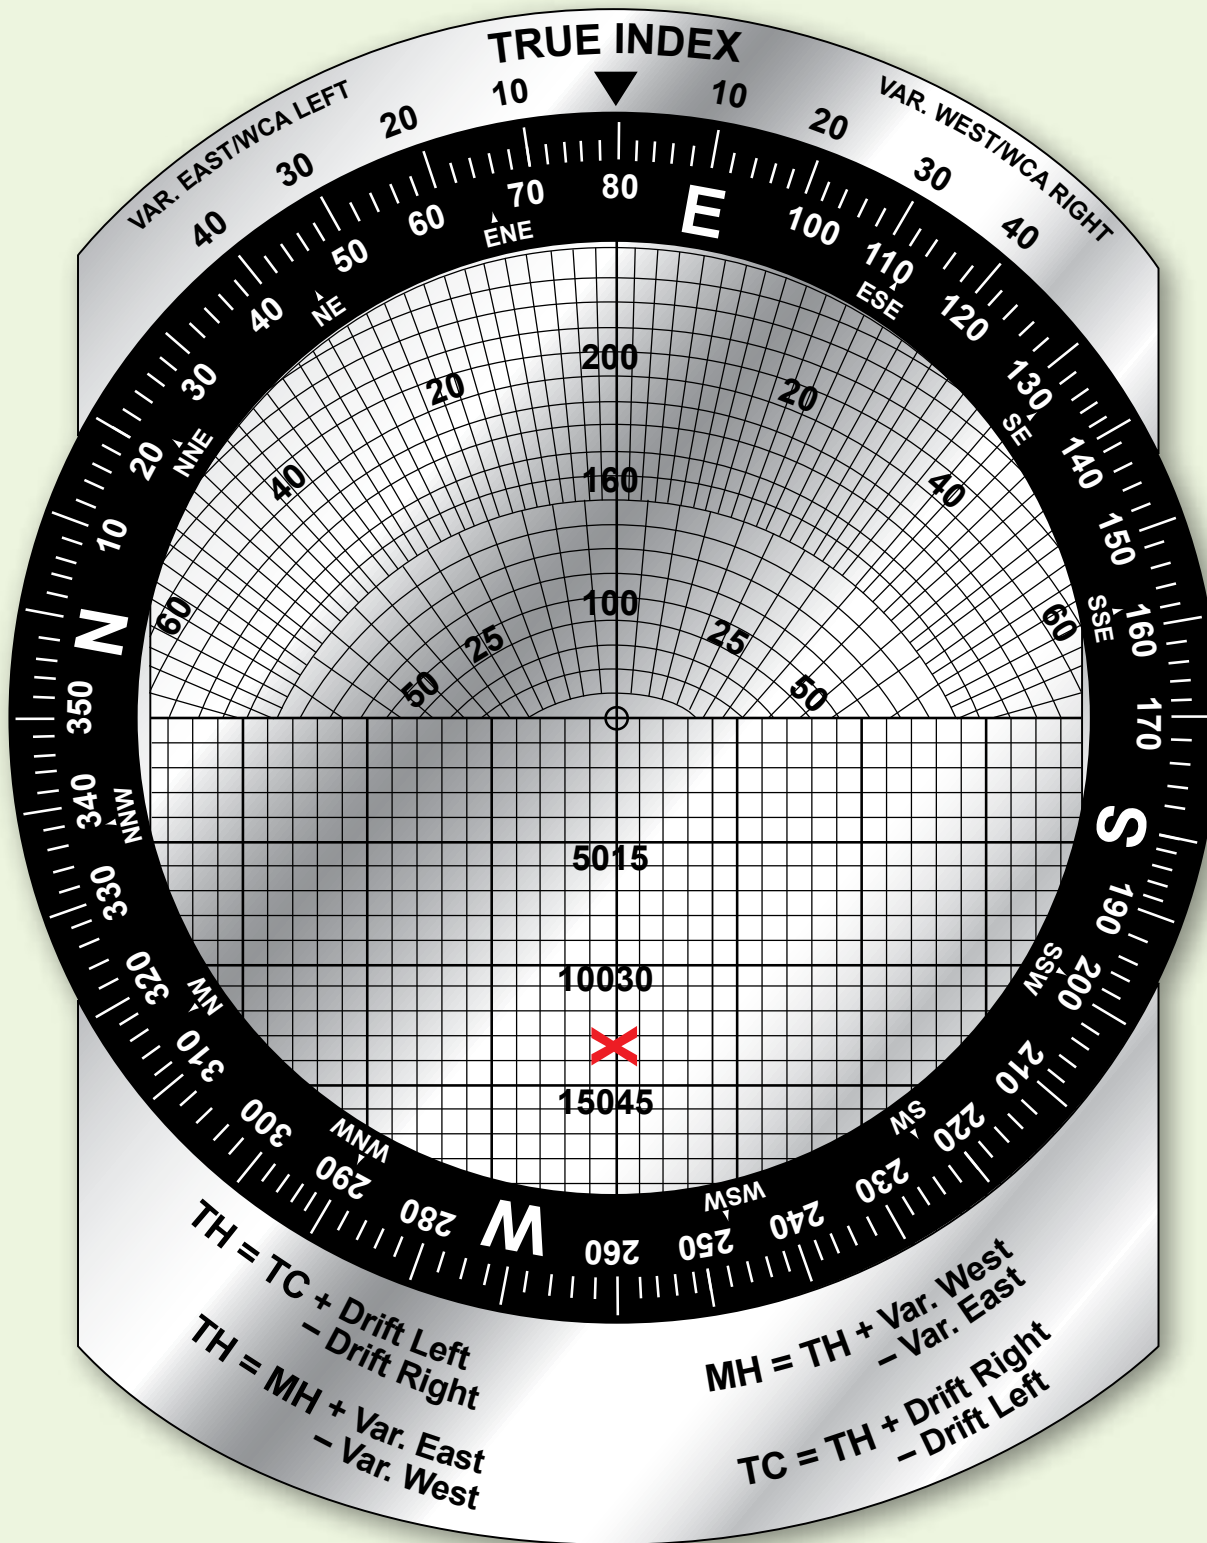 TRUE INDEX
VAR. EAST/WCA LEFT
VAR. WEST/WCA RIGHT
40
30
20
10
10
20
30
40
N
10
20
NNE
30
40
NE
50
60
ENE
70
80
E
100
110
ESE
120
130
SE
140
150
SSE
160
170
S
190
SSW
200
210
SW
220
230
240
WSW
250
260
W
280
290
WNW
300
310
NW
320
330
NNW
340
350
200
20
20
160
40
40
100
60
60
25
25
50
50
5015
10030
X
15045
TH = TC + Drift Left
– Drift Right
TH = MH + Var. East
– Var. West
MH = TH + Var. West
– Var. East
TC = TH + Drift Right
– Drift Left